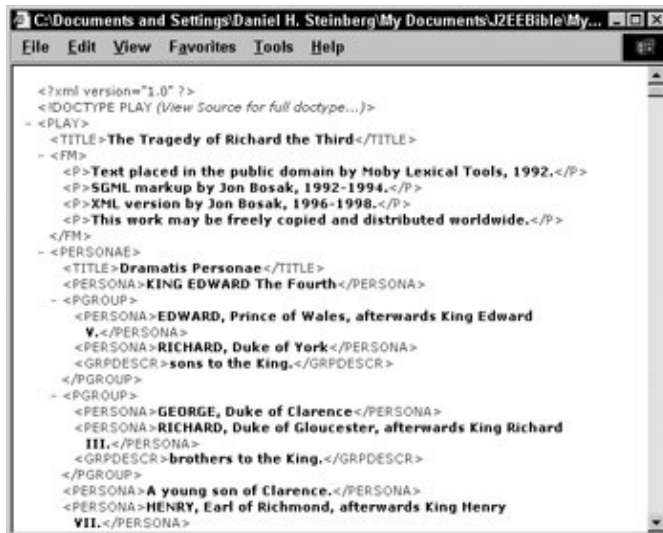 C:\Documents and Settings\Daniel H. Steinberg\My Documents\J2EEBible\My...
File Edit View Favorites Tools Help
<?xml version="1.0" ?>
<!DOCTYPE PLAY (View Source for full doctype...)>
- <PLAY>
<TITLE>The Tragedy of Richard the Third</TITLE>
- <FM>
<P>Text placed in the public domain by Moby Lexical Tools, 1992.</P>
<P>SGML markup by Jon Bosak, 1992-1994.</P>
<P>XML version by Jon Bosak, 1996-1998.</P>
<P>This work may be freely copied and distributed worldwide.</P>
</FM>
- <PERSONAE>
<TITLE>Dramatis Personae</TITLE>
<PERSONA>KING EDWARD The Fourth</PERSONA>
- <PGROUP>
<PERSONA>EDWARD, Prince of Wales, afterwards King Edward
V.</PERSONA>
<PERSONA>RICHARD, Duke of York</PERSONA>
<GRPDESCR>sons to the King.</GRPDESCR>
</PGROUP>
- <PGROUP>
<PERSONA>GEORGE, Duke of Clarence</PERSONA>
<PERSONA>RICHARD, Duke of Gloucester, afterwards King Richard
III.</PERSONA>
<GRPDESCR>brothers to the King.</GRPDESCR>
</PGROUP>
<PERSONA>A young son of Clarence.</PERSONA>
<PERSONA>HENRY, Earl of Richmond, afterwards King Henry
VII.</PERSONA>